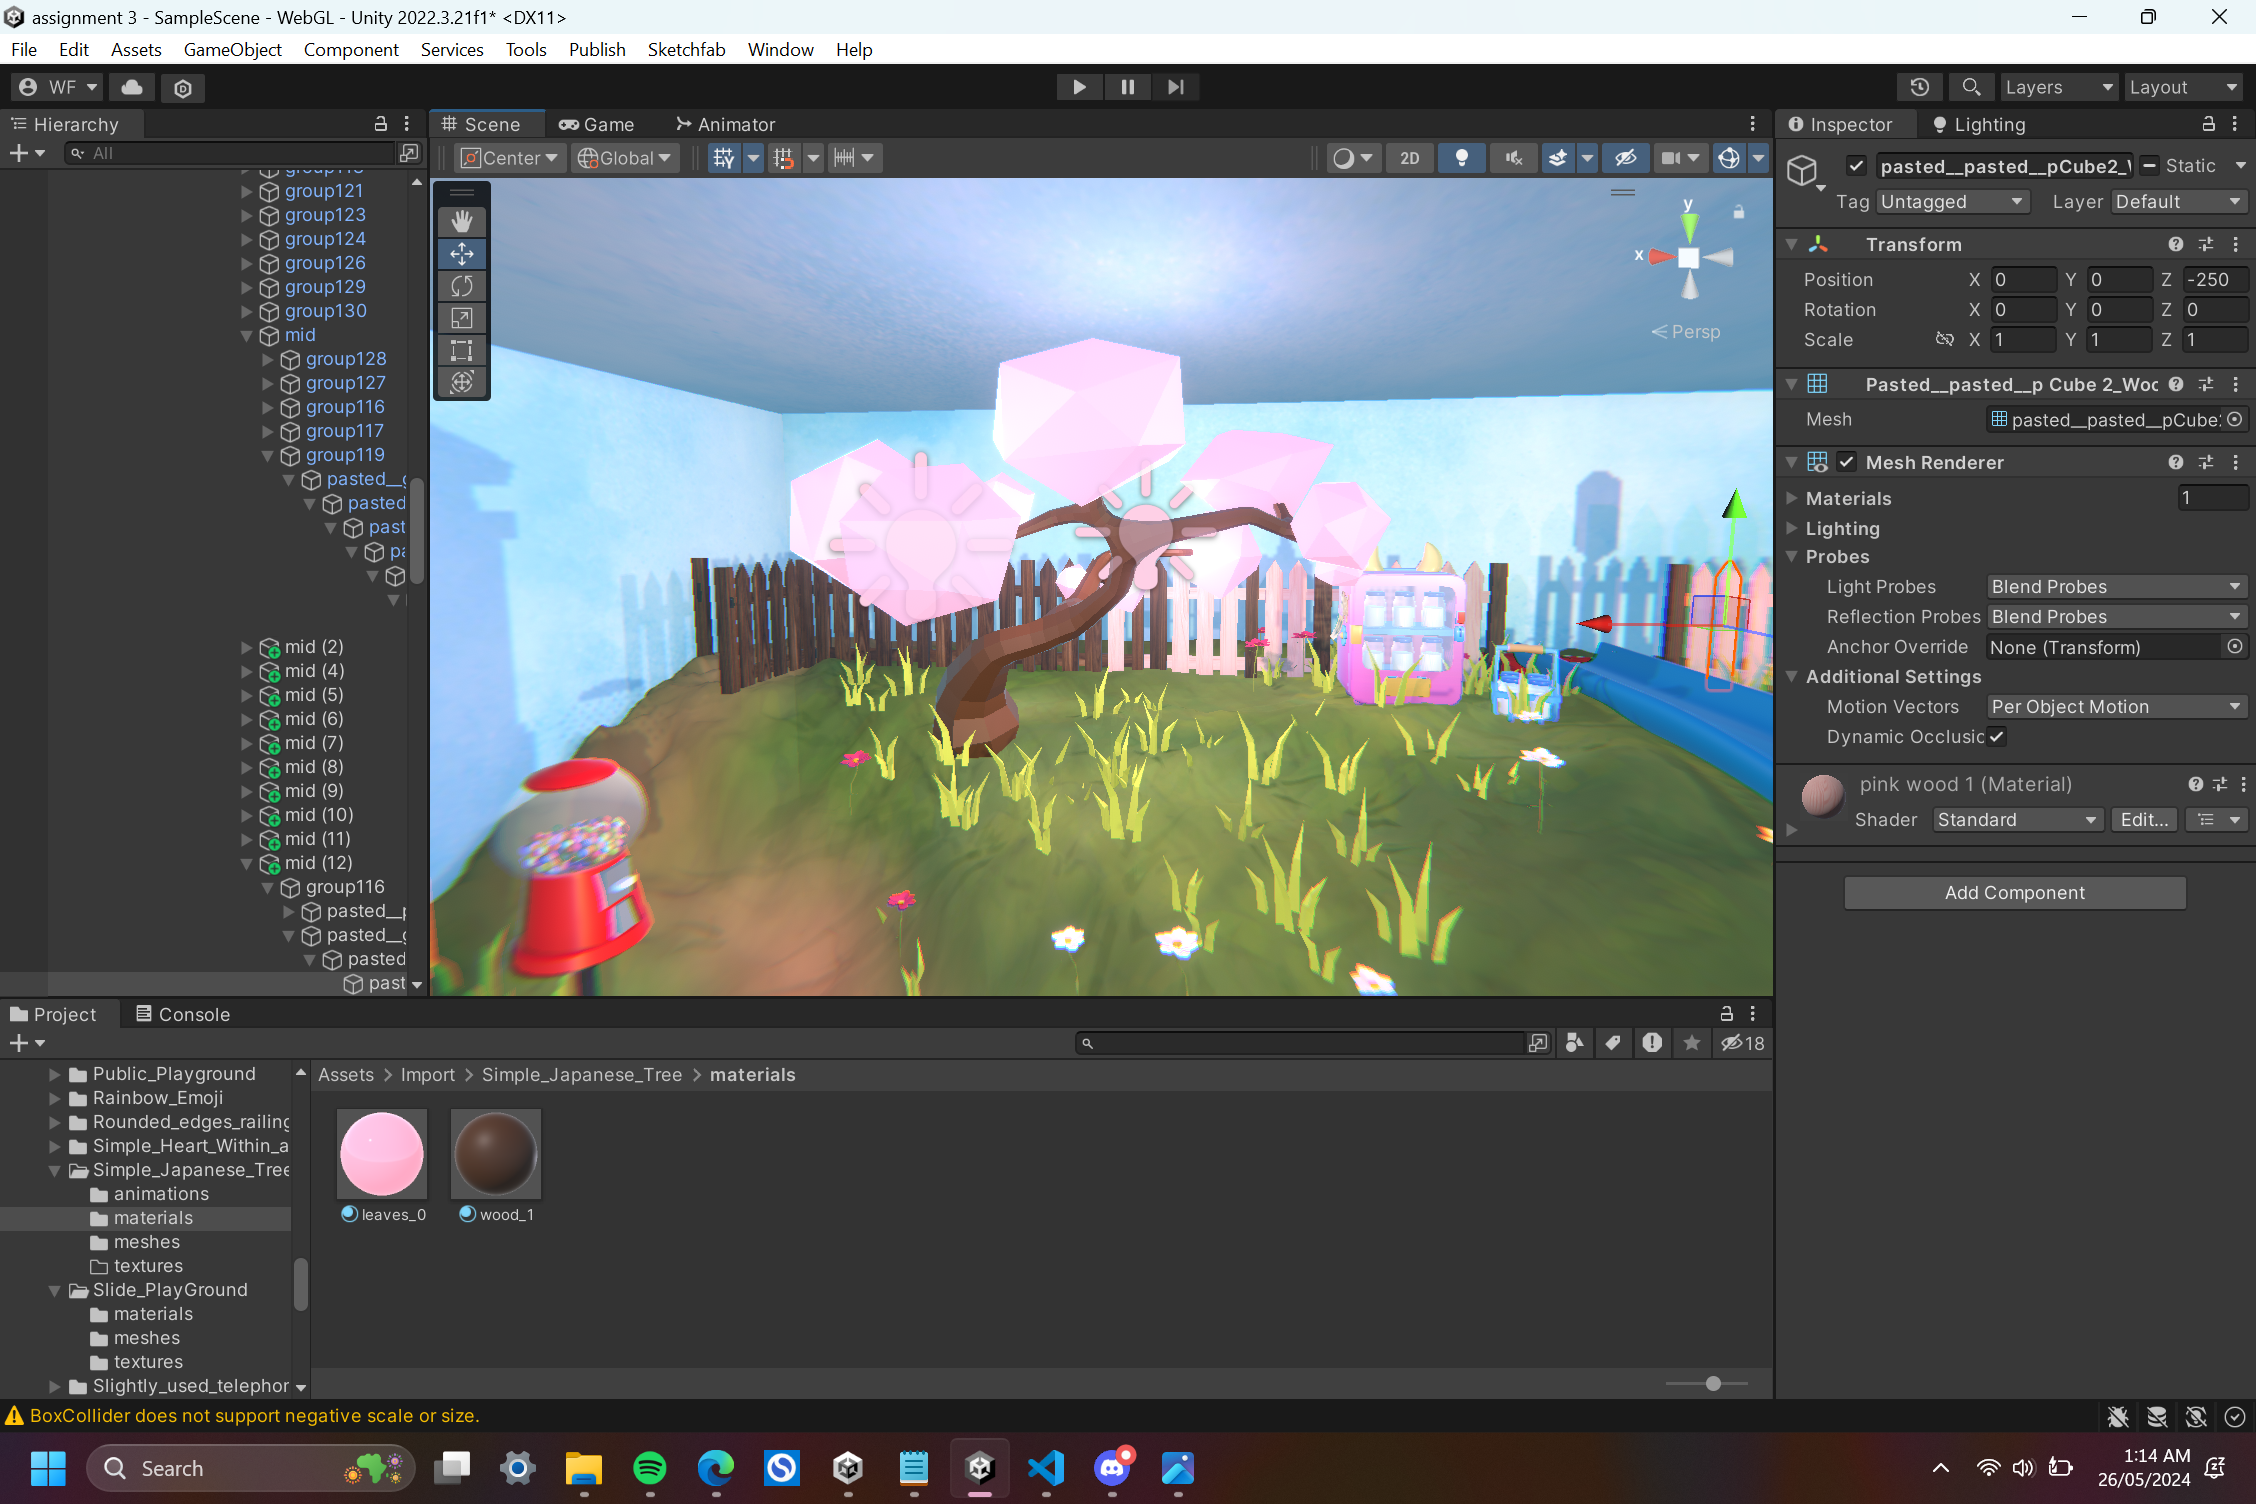 assignment 3 - SampleScene - WebGL - Unity 2022.3.21f1* <DX11>
File Edit Assets GameObject Component Services Tools Publish Sketchfab Window Help
WF Layers Layout
Hierarchy
All
group121
group123
group124
group126
group129
group130
mid
group128
group127
group116
group117
group119
pasted__g
pasted
past
pa
mid (2)
mid (4)
mid (5)
mid (6)
mid (7)
mid (8)
mid (9)
mid (10)
mid (11)
mid (12)
group116
pasted__p
pasted__g
pasted
past
Scene Game Animator
Center Global 2D
y
x
Persp
Inspector Lighting
pasted__pasted__pCube2_ Static
Tag Untagged Layer Default
Transform
Position X 0 Y 0 Z -250
Rotation X 0 Y 0 Z 0
Scale X 1 Y 1 Z 1
Pasted__pasted__p Cube 2_Woo
Mesh pasted__pasted__pCube
Mesh Renderer
Materials 1
Lighting
Probes
Light Probes Blend Probes
Reflection Probes Blend Probes
Anchor Override None (Transform)
Additional Settings
Motion Vectors Per Object Motion
Dynamic Occlusic
pink wood 1 (Material)
Shader Standard Edit...
Add Component
Project Console
18
Public_Playground
Rainbow_Emoji
Rounded_edges_railing
Simple_Heart_Within_a
Simple_Japanese_Tree
animations
materials
meshes
textures
Slide_PlayGround
materials
meshes
textures
Slightly_used_telephor
Assets > Import > Simple_Japanese_Tree > materials
leaves_0 wood_1
BoxCollider does not support negative scale or size.
Search
1:14 AM
26/05/2024